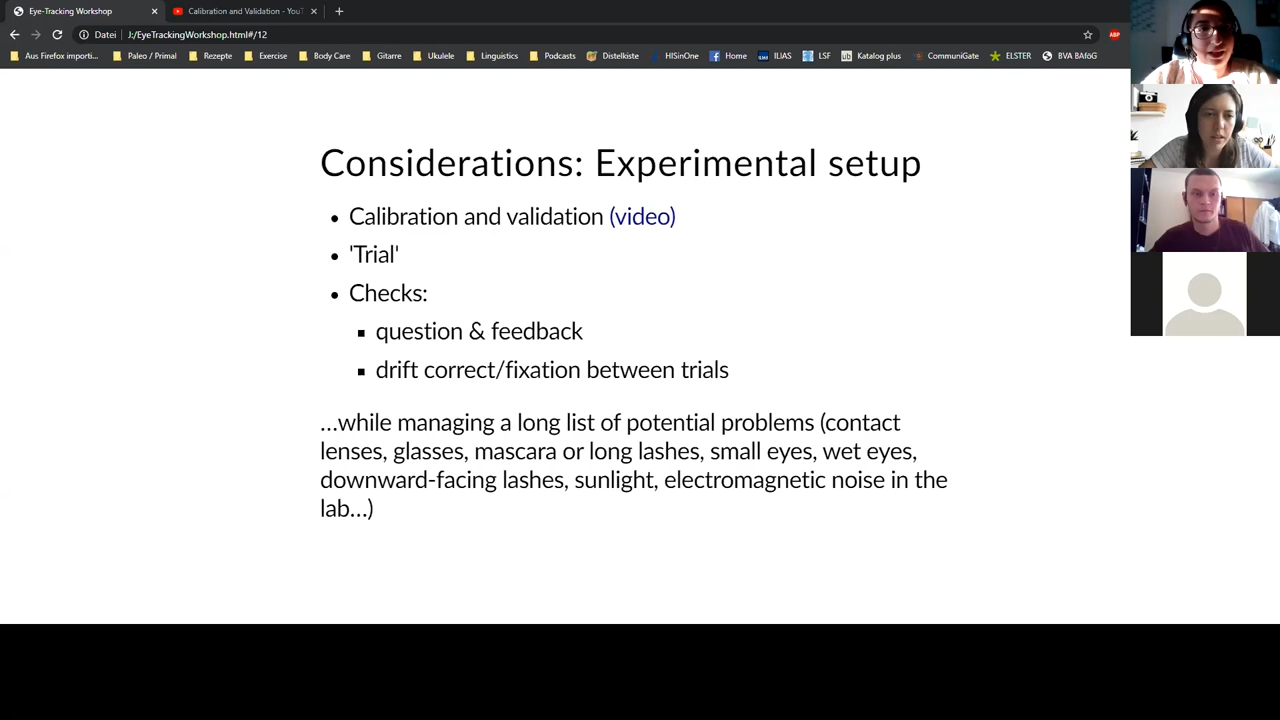 Eye-Tracking Workshop
Calibration and Validation - YouT
Datei
J:/EyeTrackingWorkshop.html#/12
ABP
Aus Firefox importi...
Paleo / Primal
Rezepte
Exercise
Body Care
Gitarre
Ukulele
Linguistics
Podcasts
Distelkiste
HISinOne
Home
ILIAS
LSF
ub
Katalog plus
CommuniGate
ELSTER
BVA BAföG
Considerations: Experimental setup
• Calibration and validation (video)
• 'Trial'
• Checks:
▪ question & feedback
▪ drift correct/fixation between trials
...while managing a long list of potential problems (contact
lenses, glasses, mascara or long lashes, small eyes, wet eyes,
downward-facing lashes, sunlight, electromagnetic noise in the
lab...)